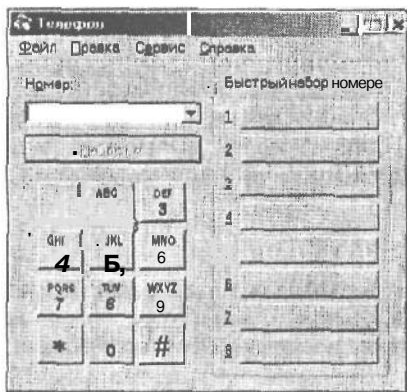 Телефон
Файл Правка Сервис Справка
Номер:
Быстрый набор номере
1
2
3
4
6
7
8
ABC DEF
3
GHI JKL MNO
4 Б, 6
PQRS TUV WXYZ
7 8 9
* 0 #